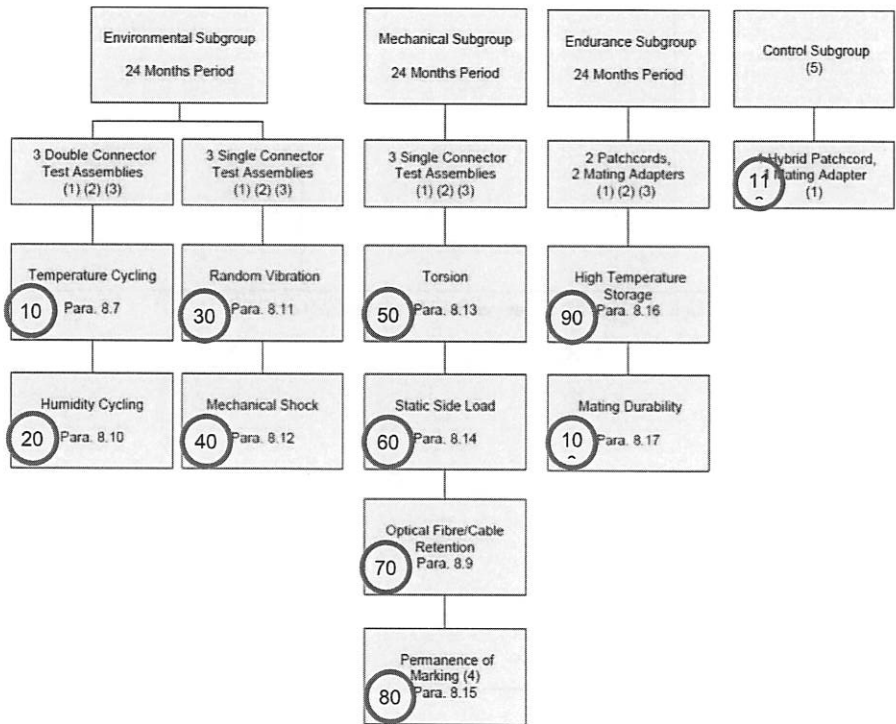 Environmental Subgroup
24 Months Period
Mechanical Subgroup
24 Months Period
Endurance Subgroup
24 Months Period
Control Subgroup
(5)
3 Double Connector
Test Assemblies
(1) (2) (3)
3 Single Connector
Test Assemblies
(1) (2) (3)
3 Single Connector
Test Assemblies
(1) (2) (3)
2 Patchcords,
2 Mating Adapters
(1) (2) (3)
Hybrid Patchcord,
Mating Adapter
(1)
11
Temperature Cycling
10 Para. 8.7
Random Vibration
30 Para. 8.11
Torsion
50 Para. 8.13
High Temperature
Storage
90 Para. 8.16
Humidity Cycling
20 Para. 8.10
Mechanical Shock
40 Para. 8.12
Static Side Load
60 Para. 8.14
Mating Durability
10 Para. 8.17
Optical Fibre/Cable
Retention
70 Para. 8.9
Permanence of
Marking (4)
80 Para. 8.15